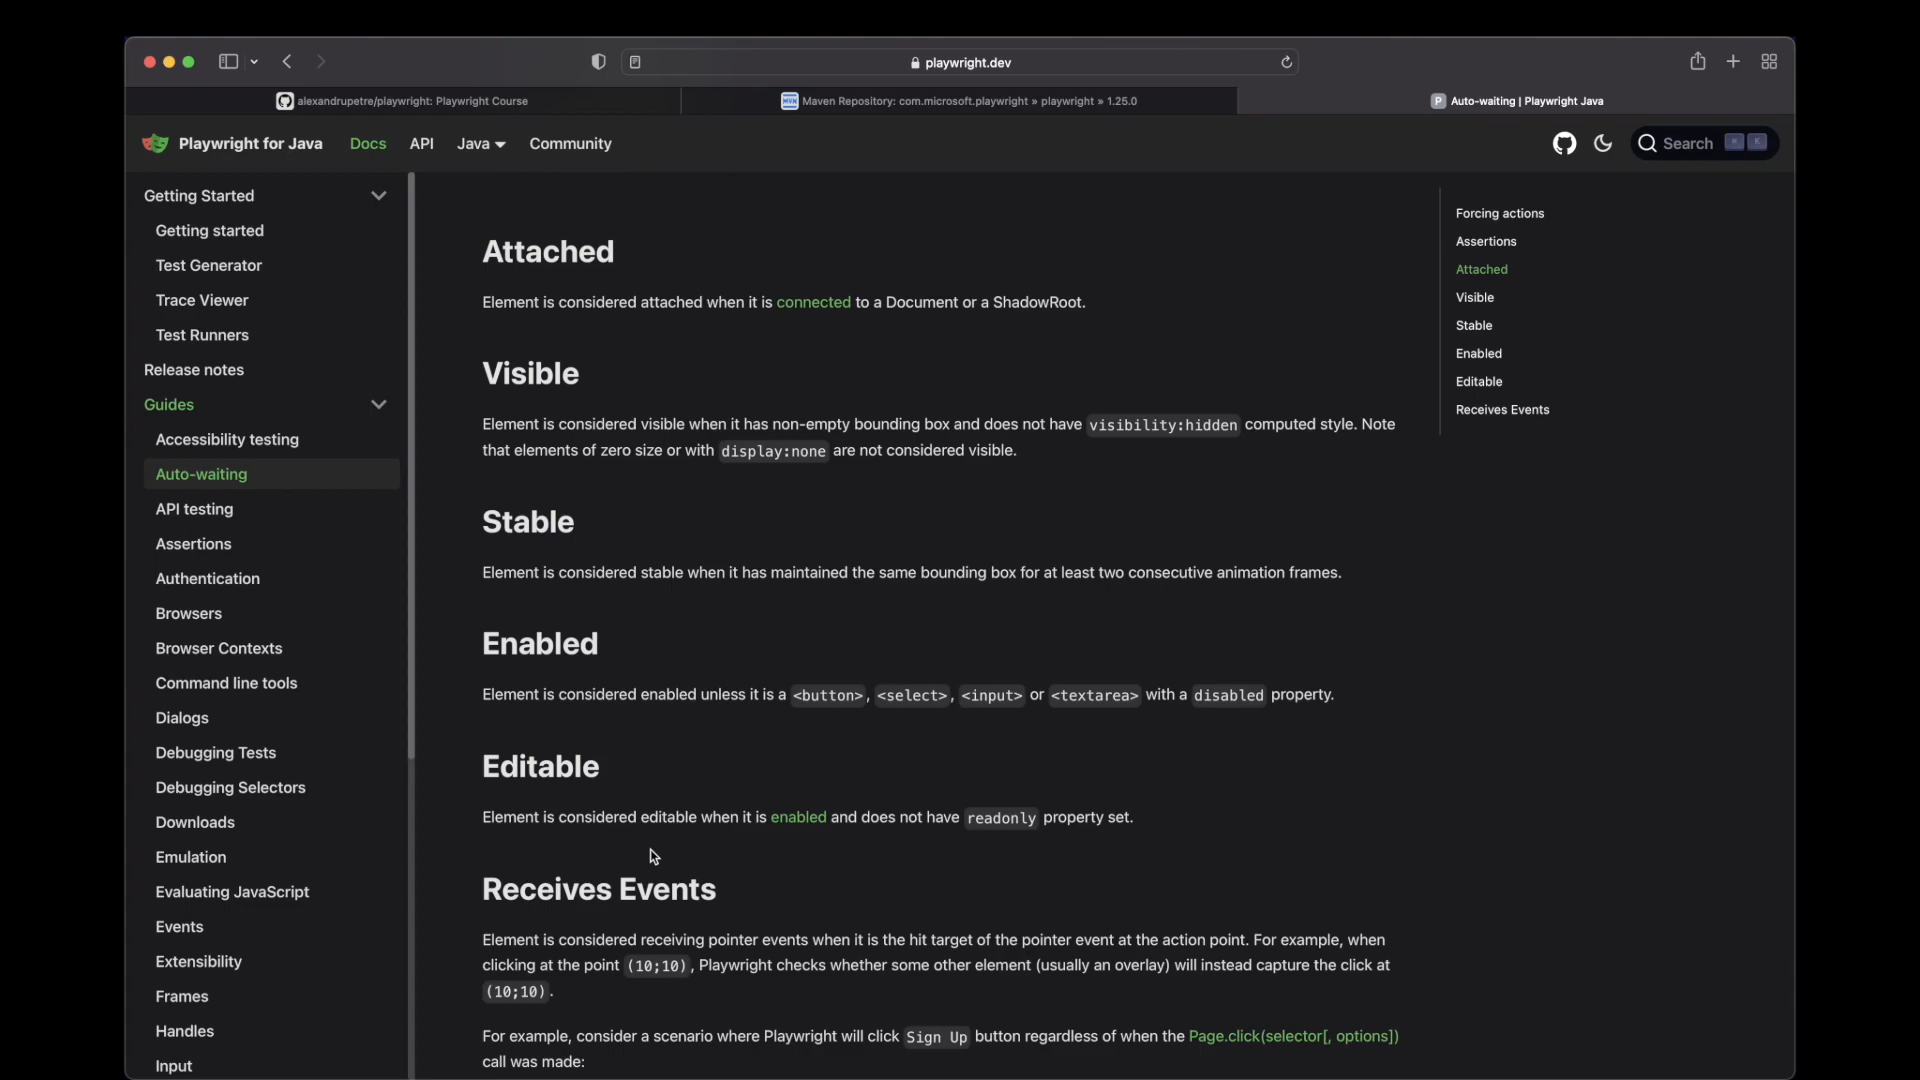 playwright.dev
alexandrupetre/playwright: Playwright Course
MVN
Maven Repository: com.microsoft.playwright » playwright » 1.25.0
P
Auto-waiting | Playwright Java
Playwright for Java
Docs
API
Java
Community
Search
K
Getting Started
Getting started
Test Generator
Trace Viewer
Test Runners
Release notes
Guides
Accessibility testing
Auto-waiting
API testing
Assertions
Authentication
Browsers
Browser Contexts
Command line tools
Dialogs
Debugging Tests
Debugging Selectors
Downloads
Emulation
Evaluating JavaScript
Events
Extensibility
Frames
Handles
Input
Attached
Element is considered attached when it is connected to a Document or a ShadowRoot.
Visible
Element is considered visible when it has non-empty bounding box and does not have visibility:hidden computed style. Note
that elements of zero size or with display:none are not considered visible.
Stable
Element is considered stable when it has maintained the same bounding box for at least two consecutive animation frames.
Enabled
Element is considered enabled unless it is a <button>, <select>, <input> or <textarea> with a disabled property.
Editable
Element is considered editable when it is enabled and does not have readonly property set.
Receives Events
Element is considered receiving pointer events when it is the hit target of the pointer event at the action point. For example, when
clicking at the point (10;10), Playwright checks whether some other element (usually an overlay) will instead capture the click at
(10;10).
For example, consider a scenario where Playwright will click Sign Up button regardless of when the Page.click(selector[, options])
call was made:
Forcing actions
Assertions
Attached
Visible
Stable
Enabled
Editable
Receives Events